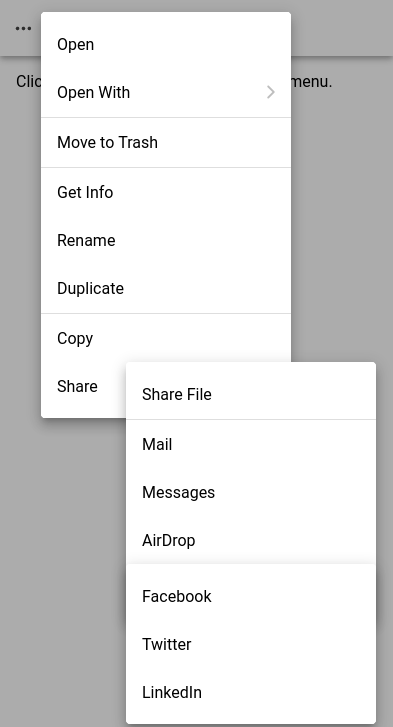 Open
Clic menu.
Open With
Move to Trash
Get Info
Rename
Duplicate
Copy
Share
Share File
Mail
Messages
AirDrop
Facebook
Twitter
LinkedIn